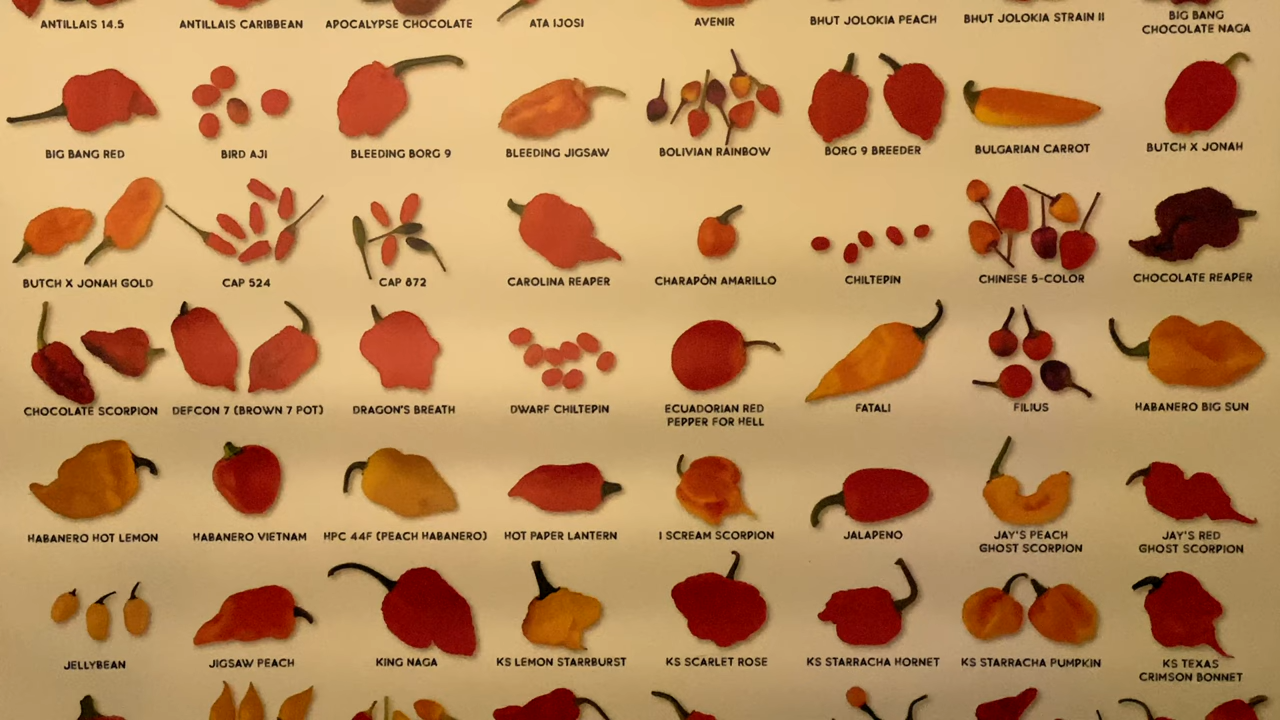 ANTILLAIS 14.5
ANTILLAIS CARIBBEAN
APOCALYPSE CHOCOLATE
ATA IJOSI
AVENIR
BHUT JOLOKIA PEACH
BHUT JOLOKIA STRAIN II
BIG BANG
CHOCOLATE NAGA
BIG BANG RED
BIRD AJI
BLEEDING BORG 9
BLEEDING JIGSAW
BOLIVIAN RAINBOW
BORG 9 BREEDER
BULGARIAN CARROT
BUTCH X JONAH
BUTCH X JONAH GOLD
CAP 524
CAP 872
CAROLINA REAPER
CHARAPÓN AMARILLO
CHILTEPIN
CHINESE 5-COLOR
CHOCOLATE REAPER
CHOCOLATE SCORPION
DEFCON 7 (BROWN 7 POT)
DRAGON'S BREATH
DWARF CHILTEPIN
ECUADORIAN RED
PEPPER FOR HELL
FATALI
FILIUS
HABANERO BIG SUN
HABANERO HOT LEMON
HABANERO VIETNAM
HPC 44F (PEACH HABANERO)
HOT PAPER LANTERN
I SCREAM SCORPION
JALAPENO
JAY'S PEACH
GHOST SCORPION
JAY'S RED
GHOST SCORPION
JELLYBEAN
JIGSAW PEACH
KING NAGA
KS LEMON STARRBURST
KS SCARLET ROSE
KS STARRACHA HORNET
KS STARRACHA PUMPKIN
KS TEXAS
CRIMSON BONNET